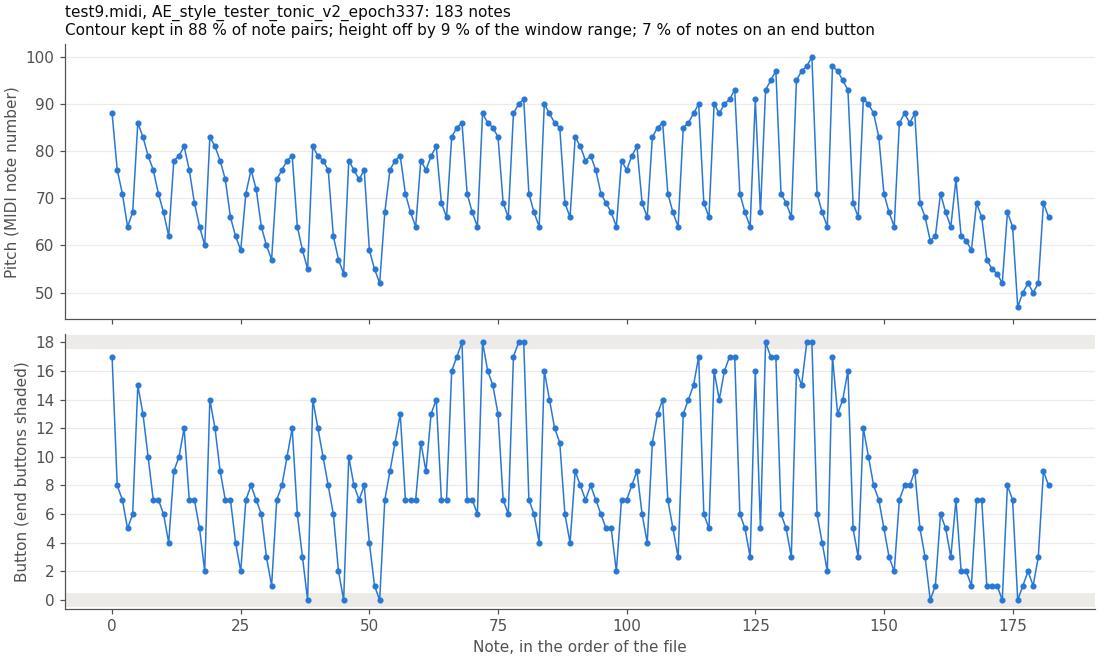 test9.midi, AE_style_tester_tonic_v2_epoch337: 183 notes
Contour kept in 88 % of note pairs; height off by 9 % of the window range; 7 % of notes on an end button
Pitch (MIDI note number)
100
90
80
70
60
50
Button (end buttons shaded)
18
16
14
12
10
8
6
4
2
0
0 25 50 75 100 125 150 175
Note, in the order of the file